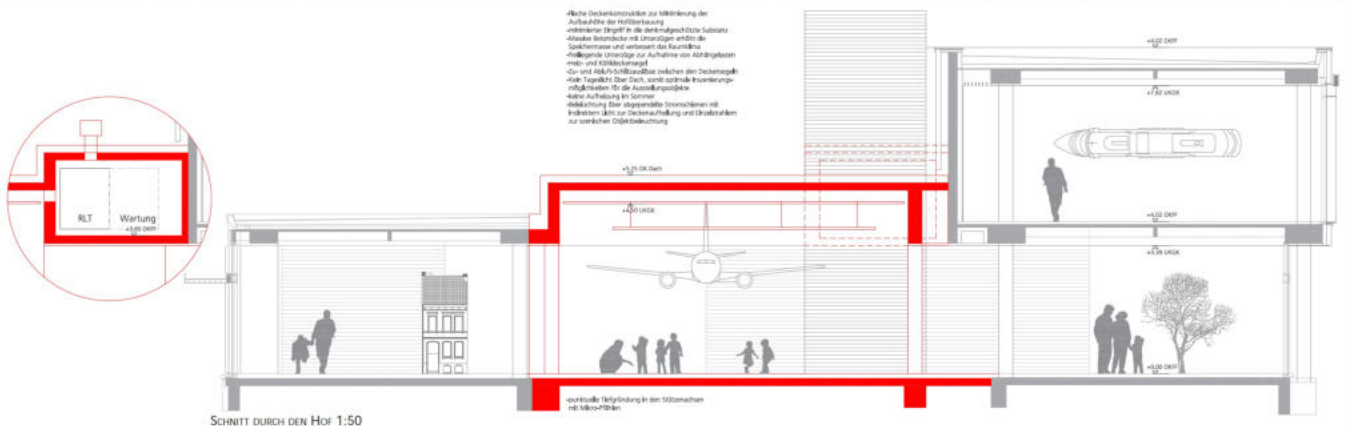 -Flache Deckenkonstruktion zur Minimierung der
Aufbauhöhe der Hofüberbauung
-minimierter Eingriff in die denkmalgeschützte Substanz
-Massive Betondecke mit Unterzügen erhöht die
Speichermasse und verbessert das Raumklima
-freiliegende Unterzüge zur Aufnahme von Abhängelasten
-Heiz- und Kühldeckensegel
-Zu- und Abluft-Schlitzauslässe zwischen den Deckensegeln
-Kein Tageslicht über Dach, somit optimale Inszenierungs-
möglichkeiten für die Ausstellungsobjekte
-keine Aufheizung im Sommer
-Beleuchtung über abgependelte Stromschienen mit
indirektem Licht zur Deckenaufhellung und Einzelstrahlern
zur szenischen Objektbeleuchtung
+4,02 OKFF
+7,82 UKGK
+5,25 OK Dach
+4,50 UKGK
RLT Wartung
+3,65 OKFF
+4,02 OKFF
+3,39 UKGK
±0,00 OKFF
-punktuelle Tiefgründung in den Stützenachsen
mit Mikro-Pfählen
SCHNITT DURCH DEN HOF 1:50